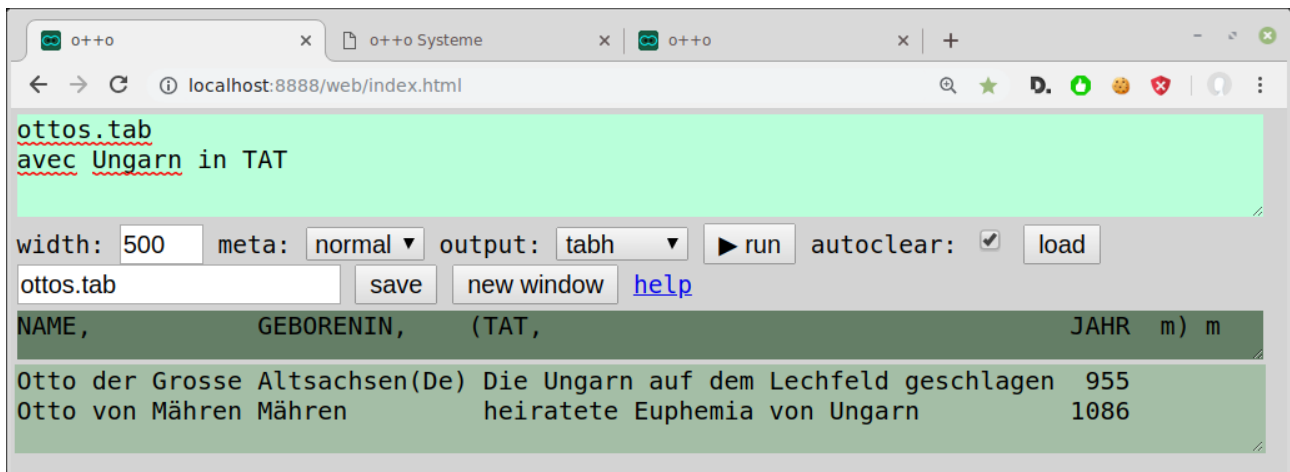 o++o o++o Systeme o++o
localhost:8888/web/index.html D.
ottos.tab
avec Ungarn in TAT
width: 500 meta: normal output: tabh run autoclear: load
ottos.tab save new window help
NAME, GEBORENIN, (TAT, JAHR m) m
Otto der Grosse Altsachsen(De) Die Ungarn auf dem Lechfeld geschlagen 955
Otto von Mähren Mähren heiratete Euphemia von Ungarn 1086